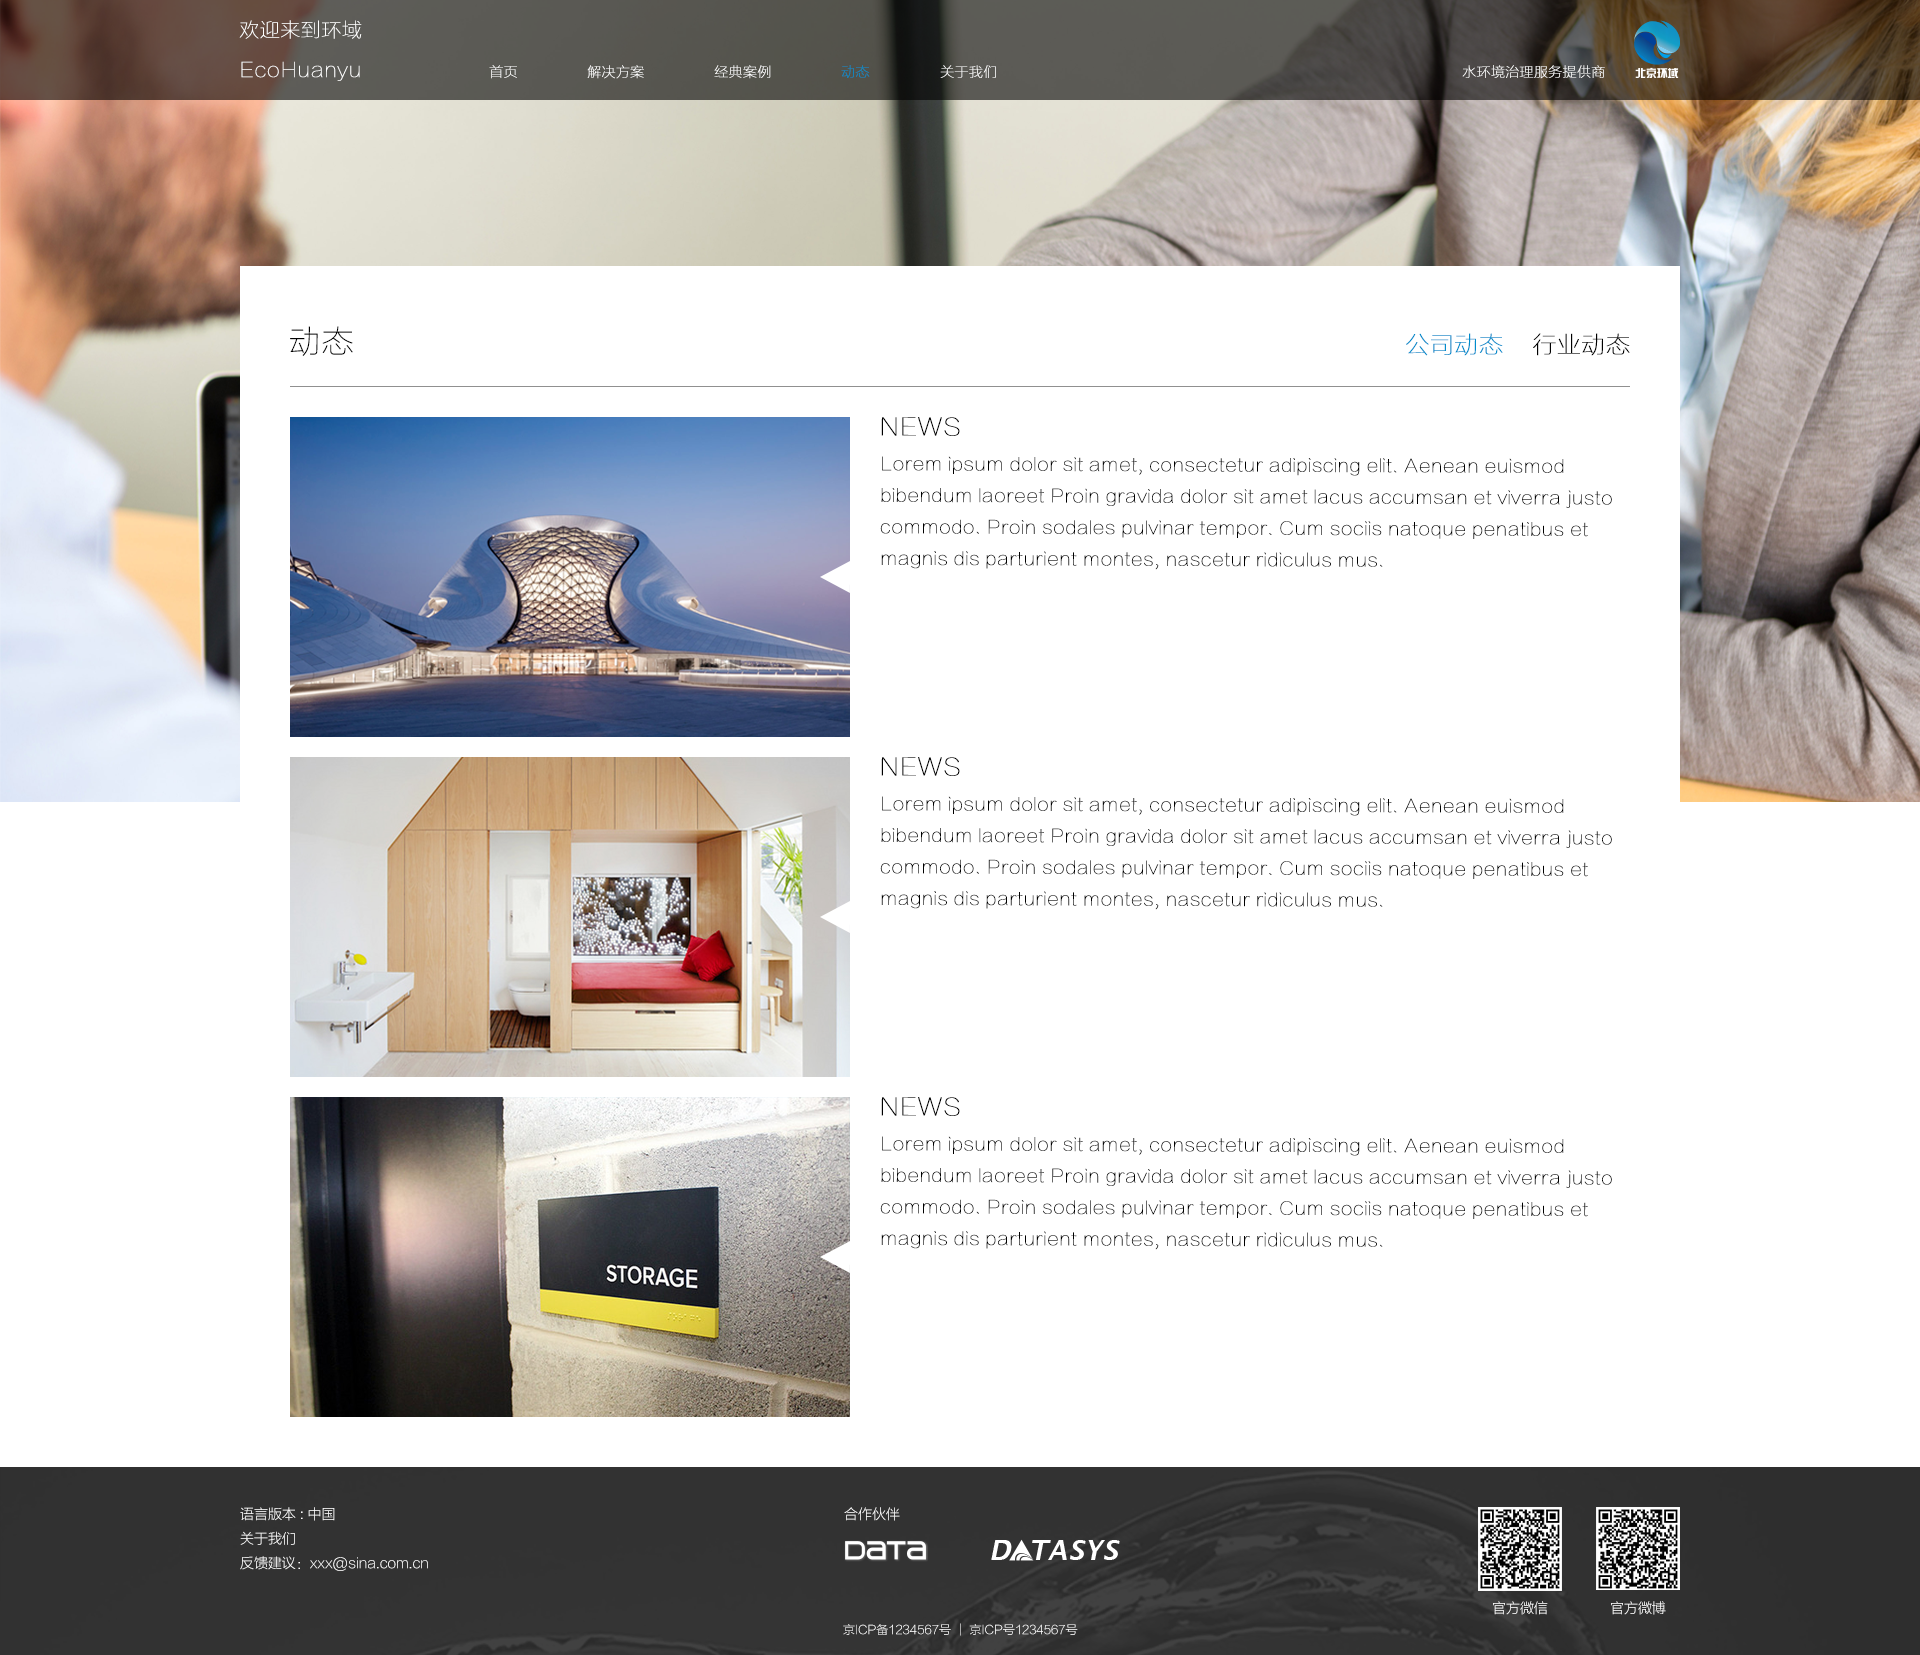 欢迎来到环域
EcoHuanyu
首页 解决方案 经典案例 动态 关于我们
水环境治理服务提供商
北京环域
动态
公司动态 行业动态
NEWS
Lorem ipsum dolor sit amet, consectetur adipiscing elit. Aenean euismod
bibendum laoreet Proin gravida dolor sit amet lacus accumsan et viverra justo
commodo. Proin sodales pulvinar tempor. Cum sociis natoque penatibus et
magnis dis parturient montes, nascetur ridiculus mus.
NEWS
Lorem ipsum dolor sit amet, consectetur adipiscing elit. Aenean euismod
bibendum laoreet Proin gravida dolor sit amet lacus accumsan et viverra justo
commodo. Proin sodales pulvinar tempor. Cum sociis natoque penatibus et
magnis dis parturient montes, nascetur ridiculus mus.
STORAGE
NEWS
Lorem ipsum dolor sit amet, consectetur adipiscing elit. Aenean euismod
bibendum laoreet Proin gravida dolor sit amet lacus accumsan et viverra justo
commodo. Proin sodales pulvinar tempor. Cum sociis natoque penatibus et
magnis dis parturient montes, nascetur ridiculus mus.
语言版本：中国
关于我们
反馈建议：xxx@sina.com.cn
合作伙伴
DATA DATASYS
京ICP备1234567号 | 京ICP号1234567号
官方微信 官方微博